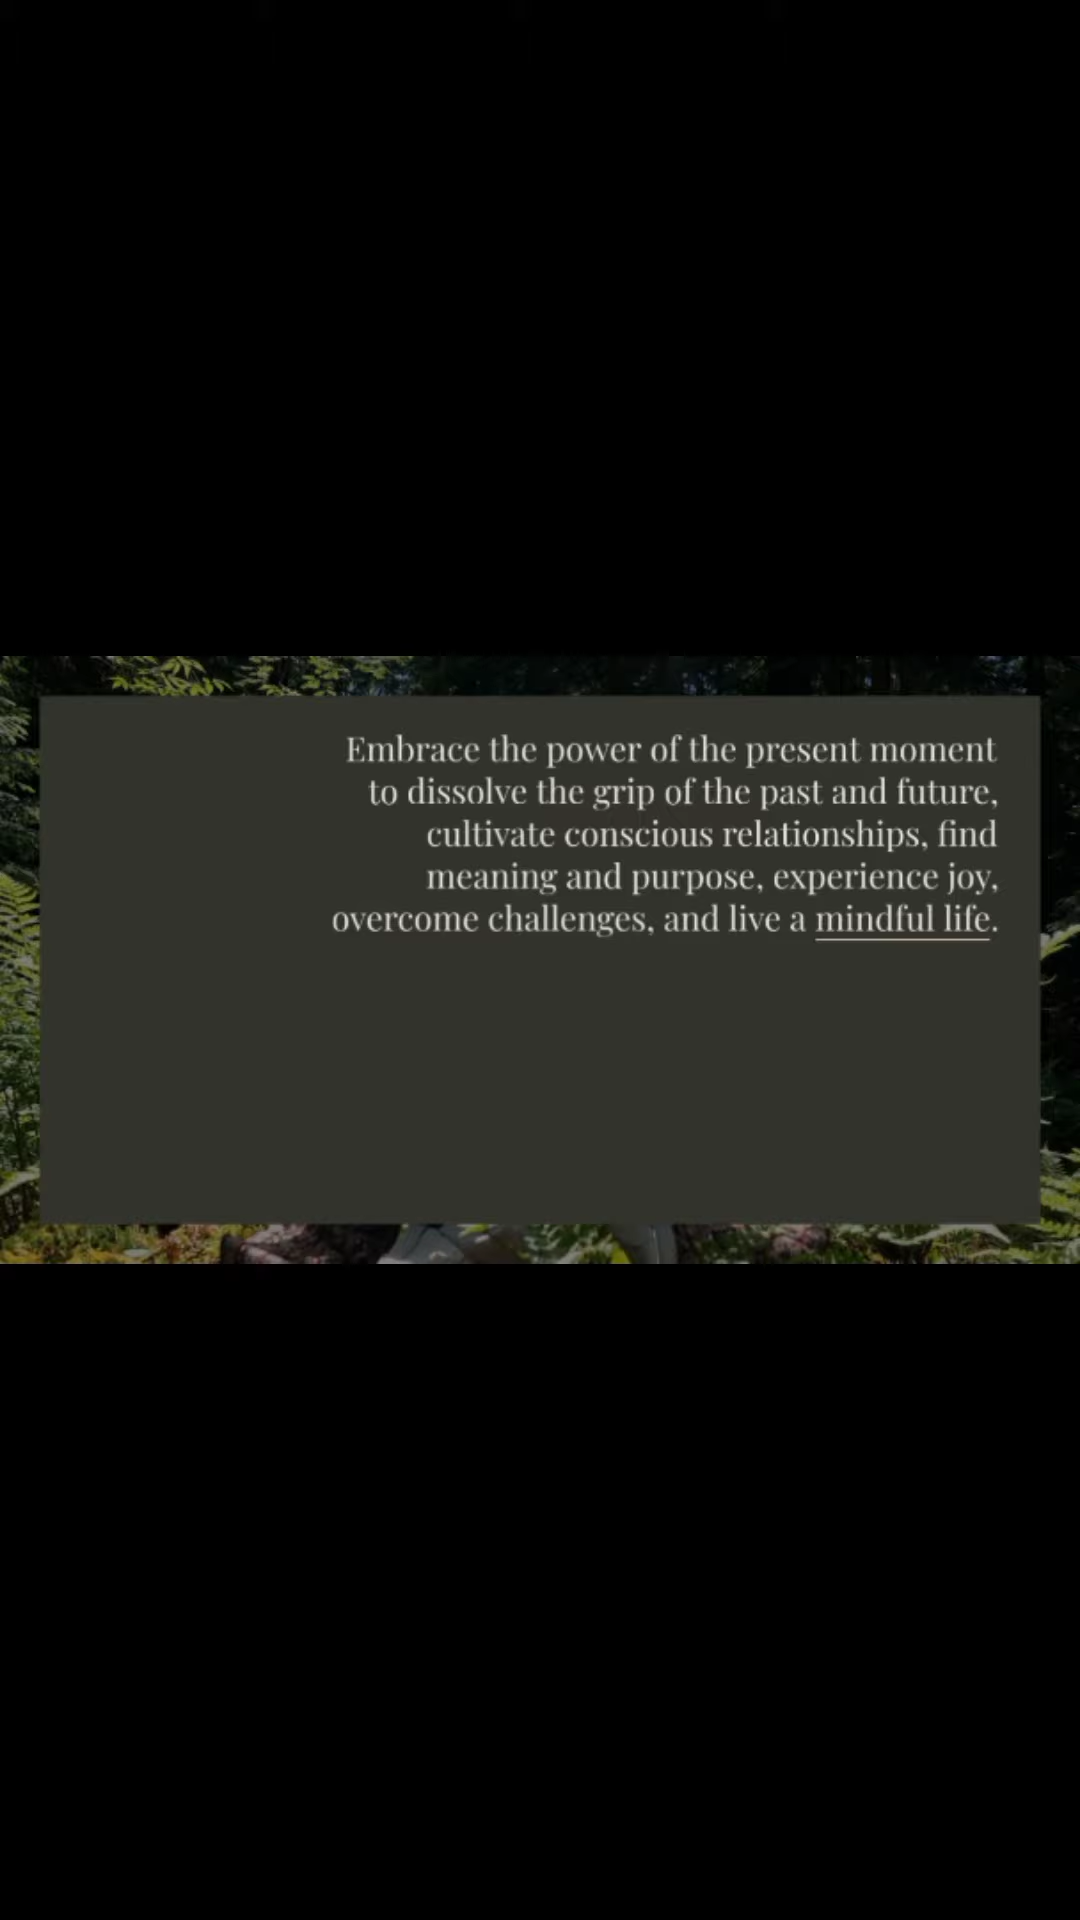 Embrace the power of the present moment
to dissolve the grip of the past and future,
cultivate conscious relationships, find
meaning and purpose, experience joy,
overcome challenges, and live a mindful life.